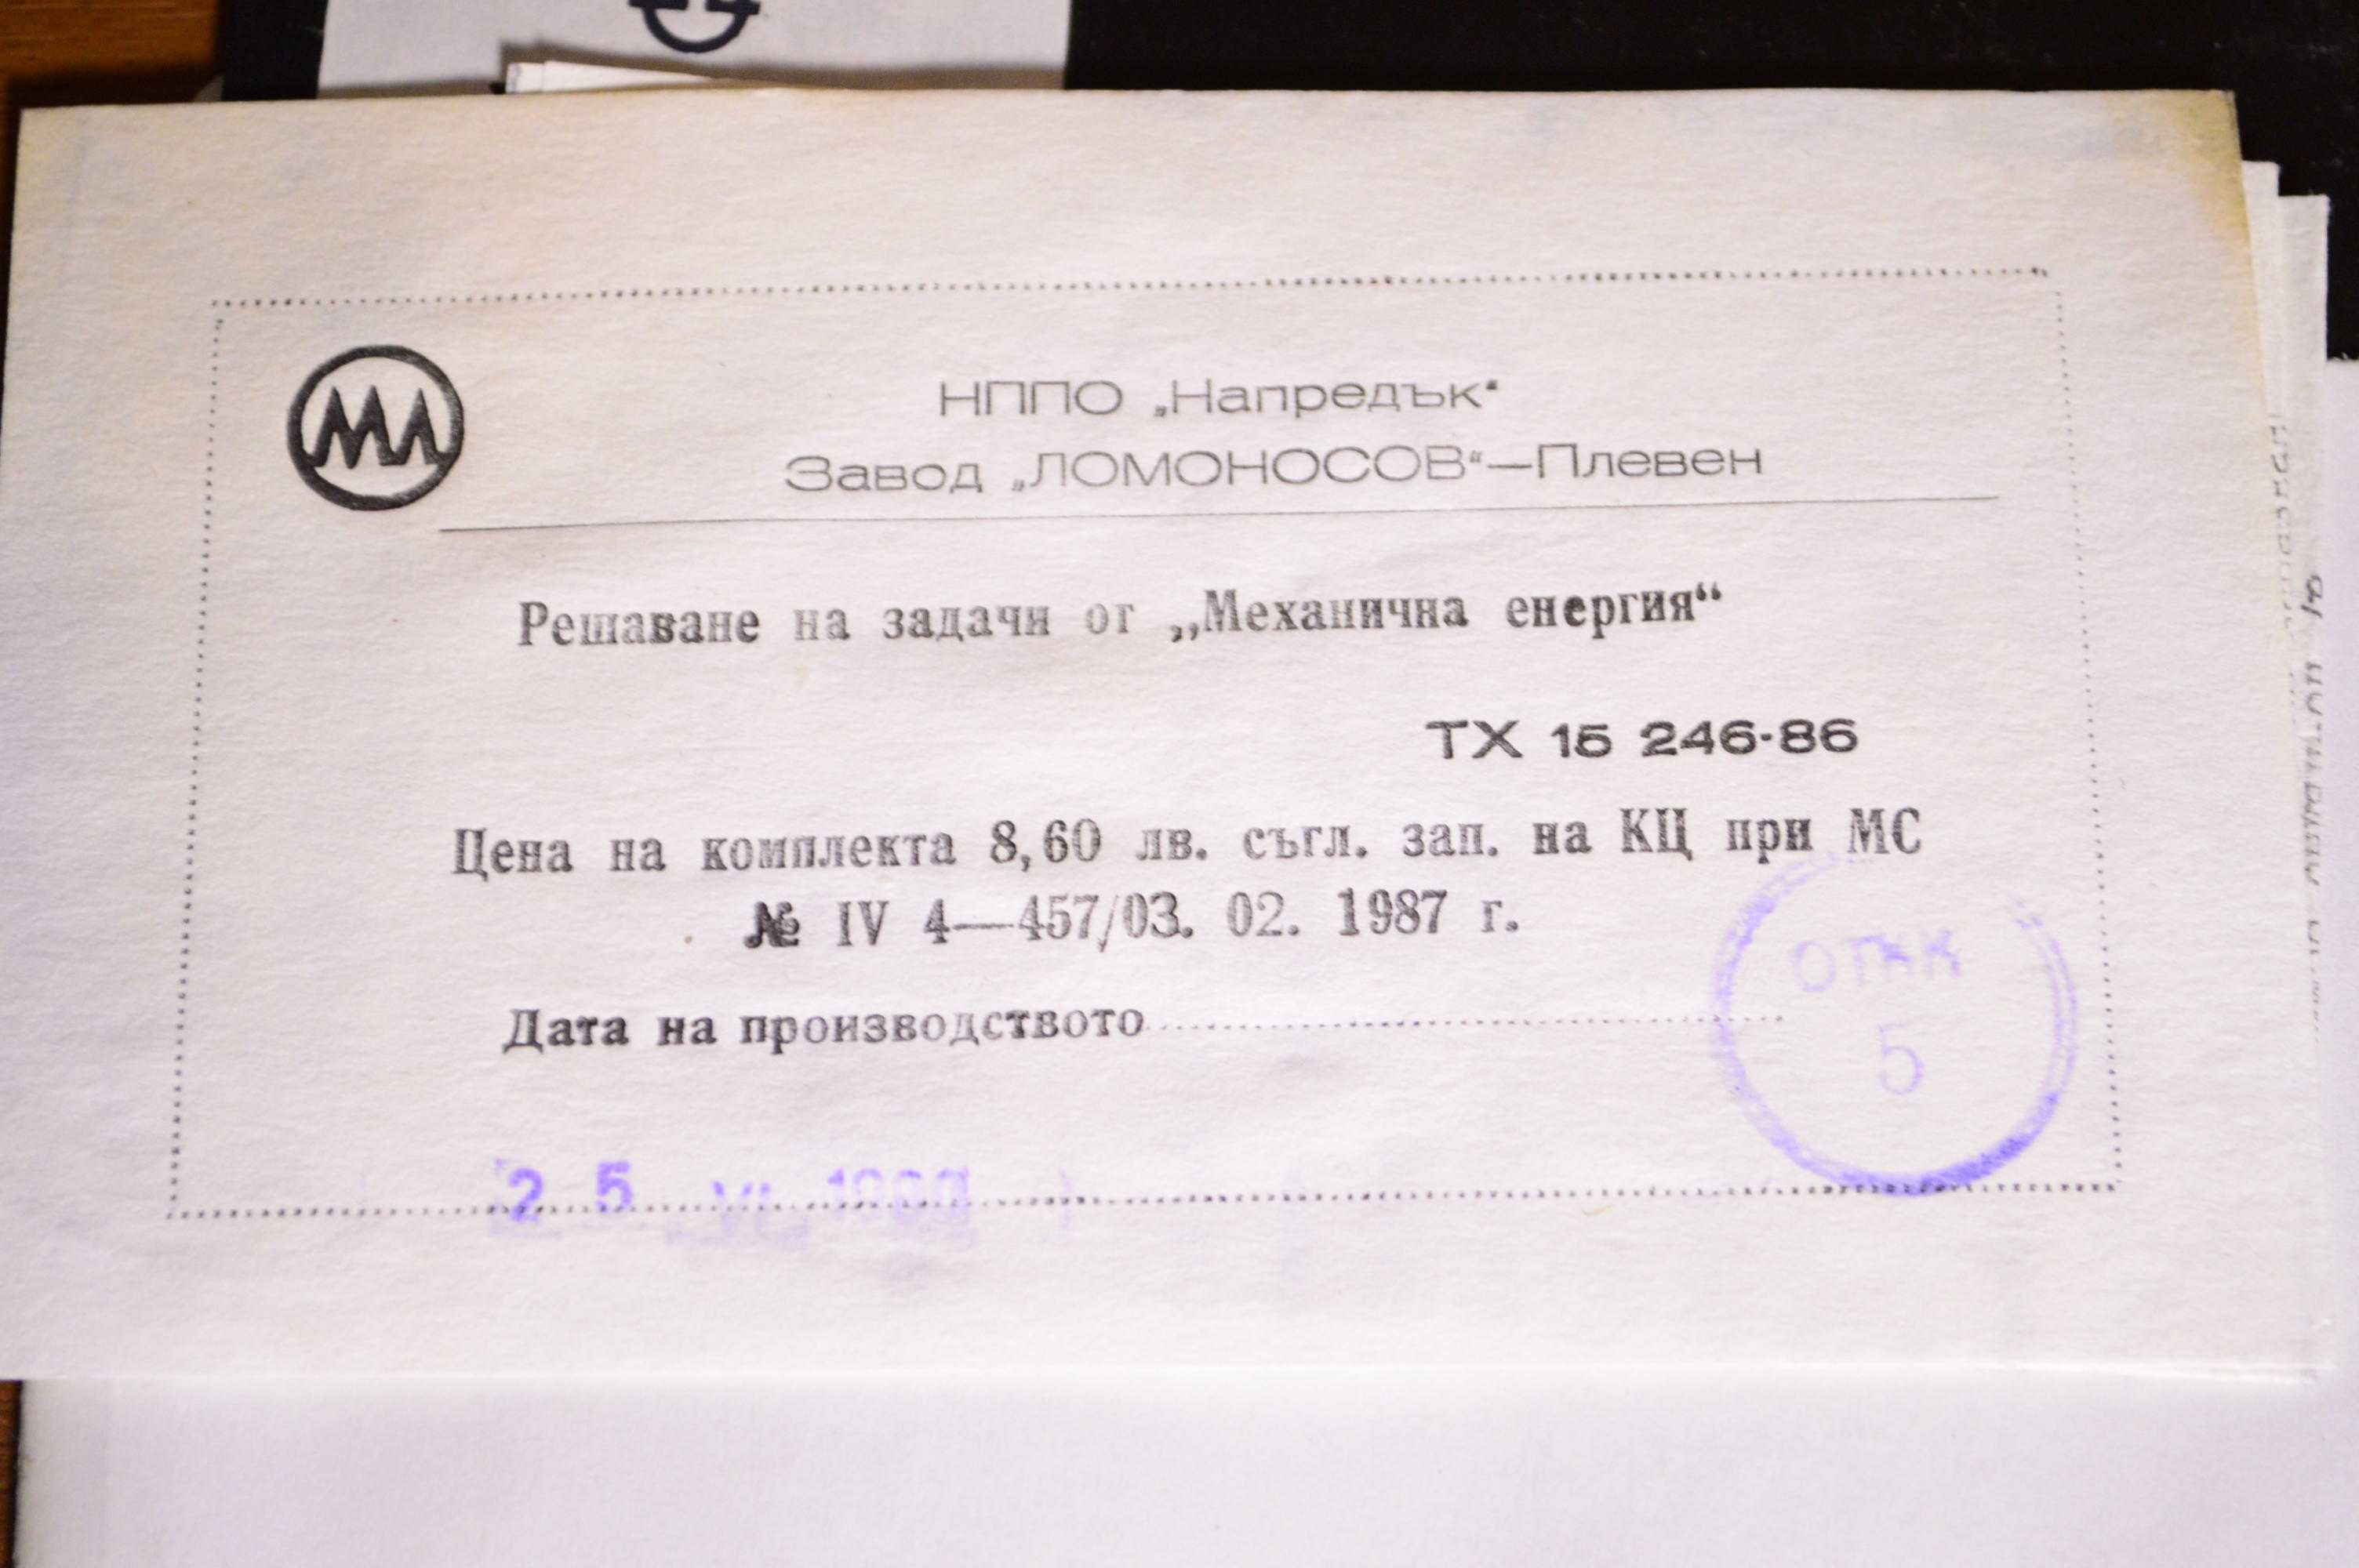 НППО „Напредък“
Завод „ЛОМОНОСОВ“—Плевен
Решаване на задачи от „Механична енергия“
ТХ 15 246-86
Цена на комплекта 8,60 лв. съгл. зап. на КЦ при МС
№ IV 4—457/03. 02. 1987 г.
Дата на производството
ОТКК
5
25 VI.